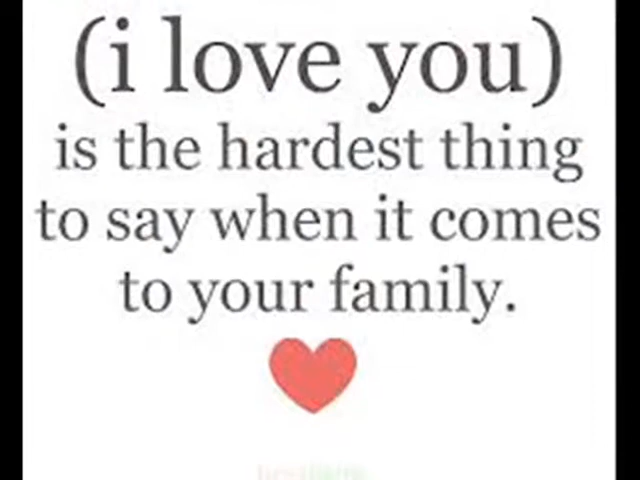 (i love you)
is the hardest thing
to say when it comes
to your family.